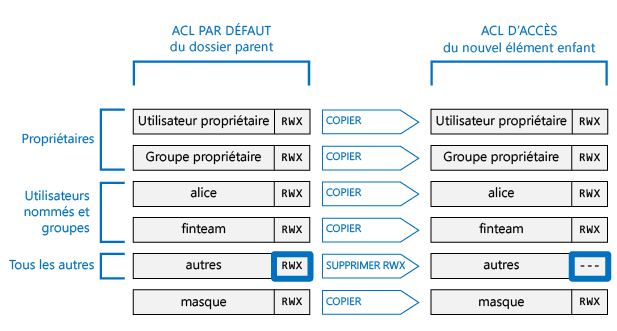 ACL PAR DÉFAUT
du dossier parent
ACL D'ACCÈS
du nouvel élément enfant
Propriétaires
Utilisateur propriétaire RWX COPIER Utilisateur propriétaire RWX
Groupe propriétaire RWX COPIER Groupe propriétaire RWX
Utilisateurs
nommés et
groupes
alice RWX COPIER alice RWX
finteam RWX COPIER finteam RWX
Tous les autres autres RWX SUPPRIMER RWX autres ---
masque RWX COPIER masque RWX